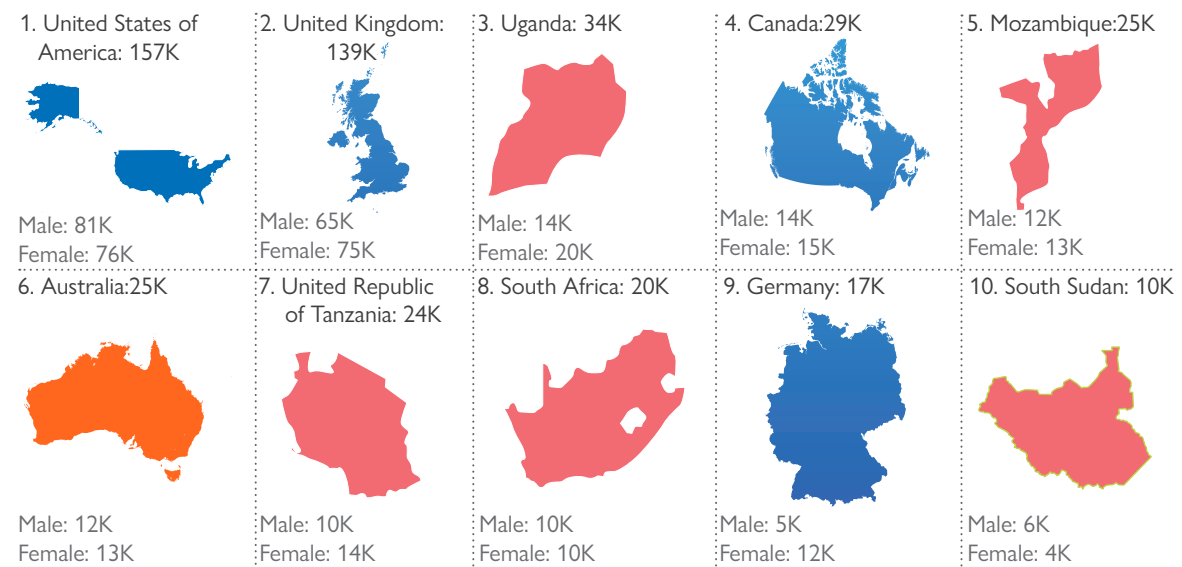 1. United States of
America: 157K
Male: 81K
Female: 76K
2. United Kingdom:
139K
Male: 65K
Female: 75K
3. Uganda: 34K
Male: 14K
Female: 20K
4. Canada:29K
Male: 14K
Female: 15K
5. Mozambique:25K
Male: 12K
Female: 13K
6. Australia:25K
Male: 12K
Female: 13K
7. United Republic
of Tanzania: 24K
Male: 10K
Female: 14K
8. South Africa: 20K
Male: 10K
Female: 10K
9. Germany: 17K
Male: 5K
Female: 12K
10. South Sudan: 10K
Male: 6K
Female: 4K